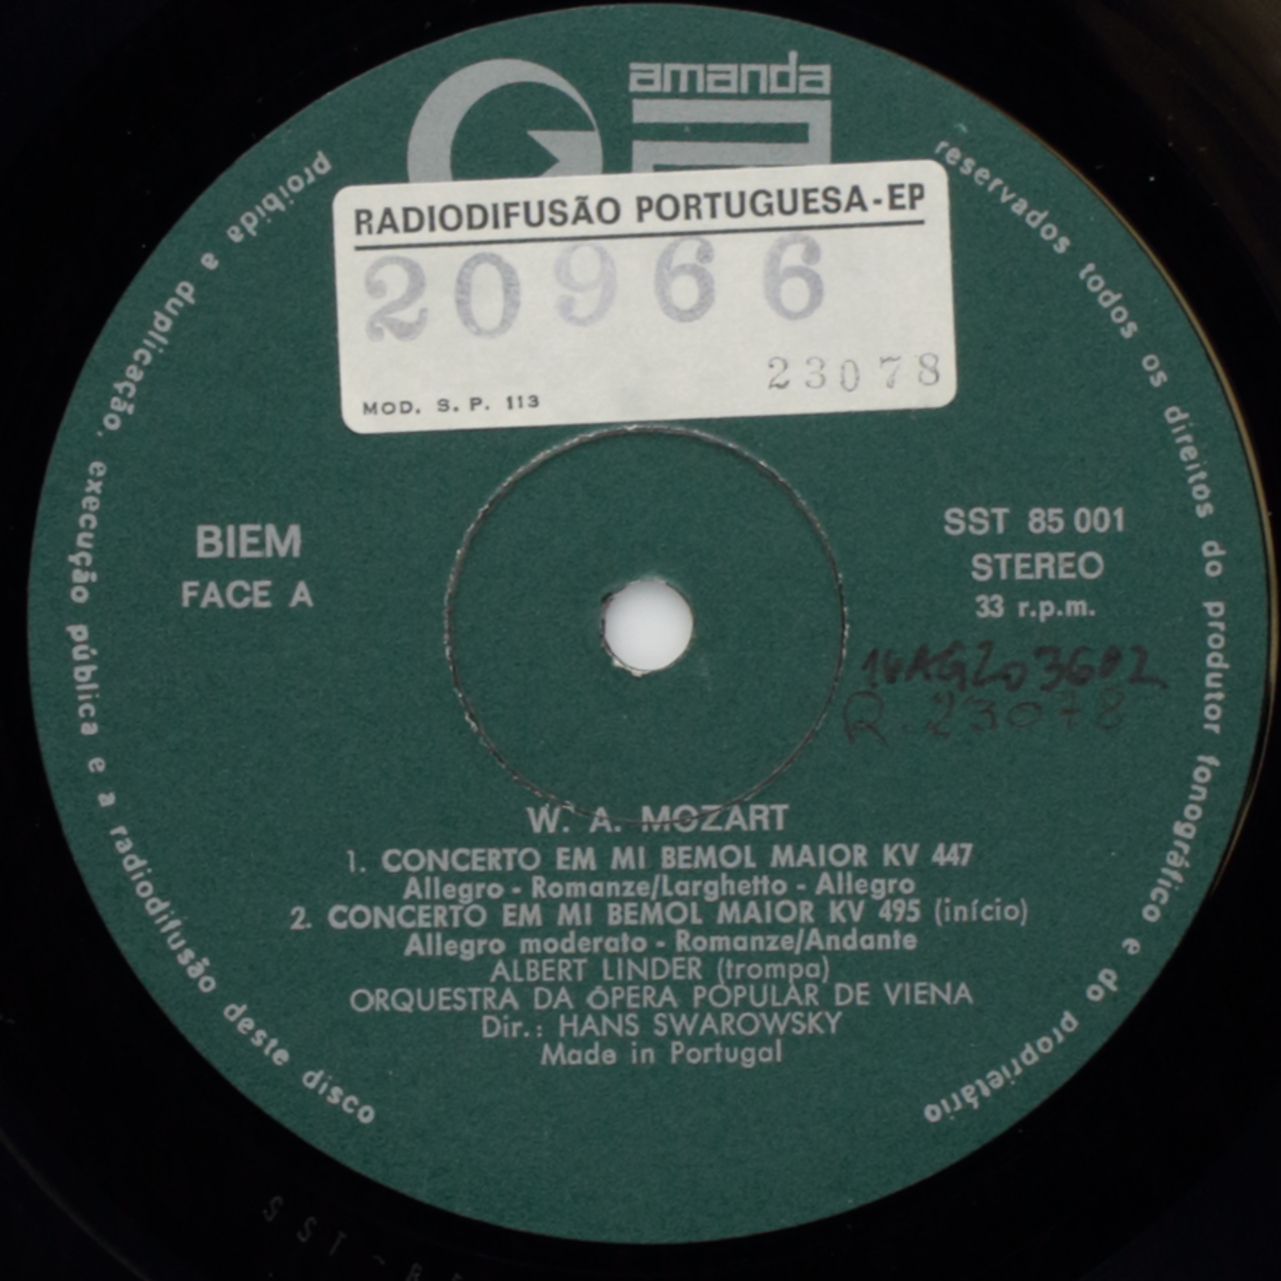 amanda
RADIODIFUSÃO PORTUGUESA-EP
20966
23078
MOD. S. P. 113
BIEM
FACE A
SST 85 001
STEREO
33 r.p.m.
R. 23078
W. A. MOZART
1. CONCERTO EM MI BEMOL MAIOR KV 447
Allegro - Romanze/Larghetto - Allegro
2. CONCERTO EM MI BEMOL MAIOR KV 495 (início)
Allegro moderato - Romanze/Andante
ALBERT LINDER (trompa)
ORQUESTRA DA ÓPERA POPULAR DE VIENA
Dir.: HANS SWAROWSKY
Made in Portugal
reservados todos os direitos do produtor fonográfico e do proprietário
proibida a duplicação, execução pública e a radiodifusão deste disco
SST